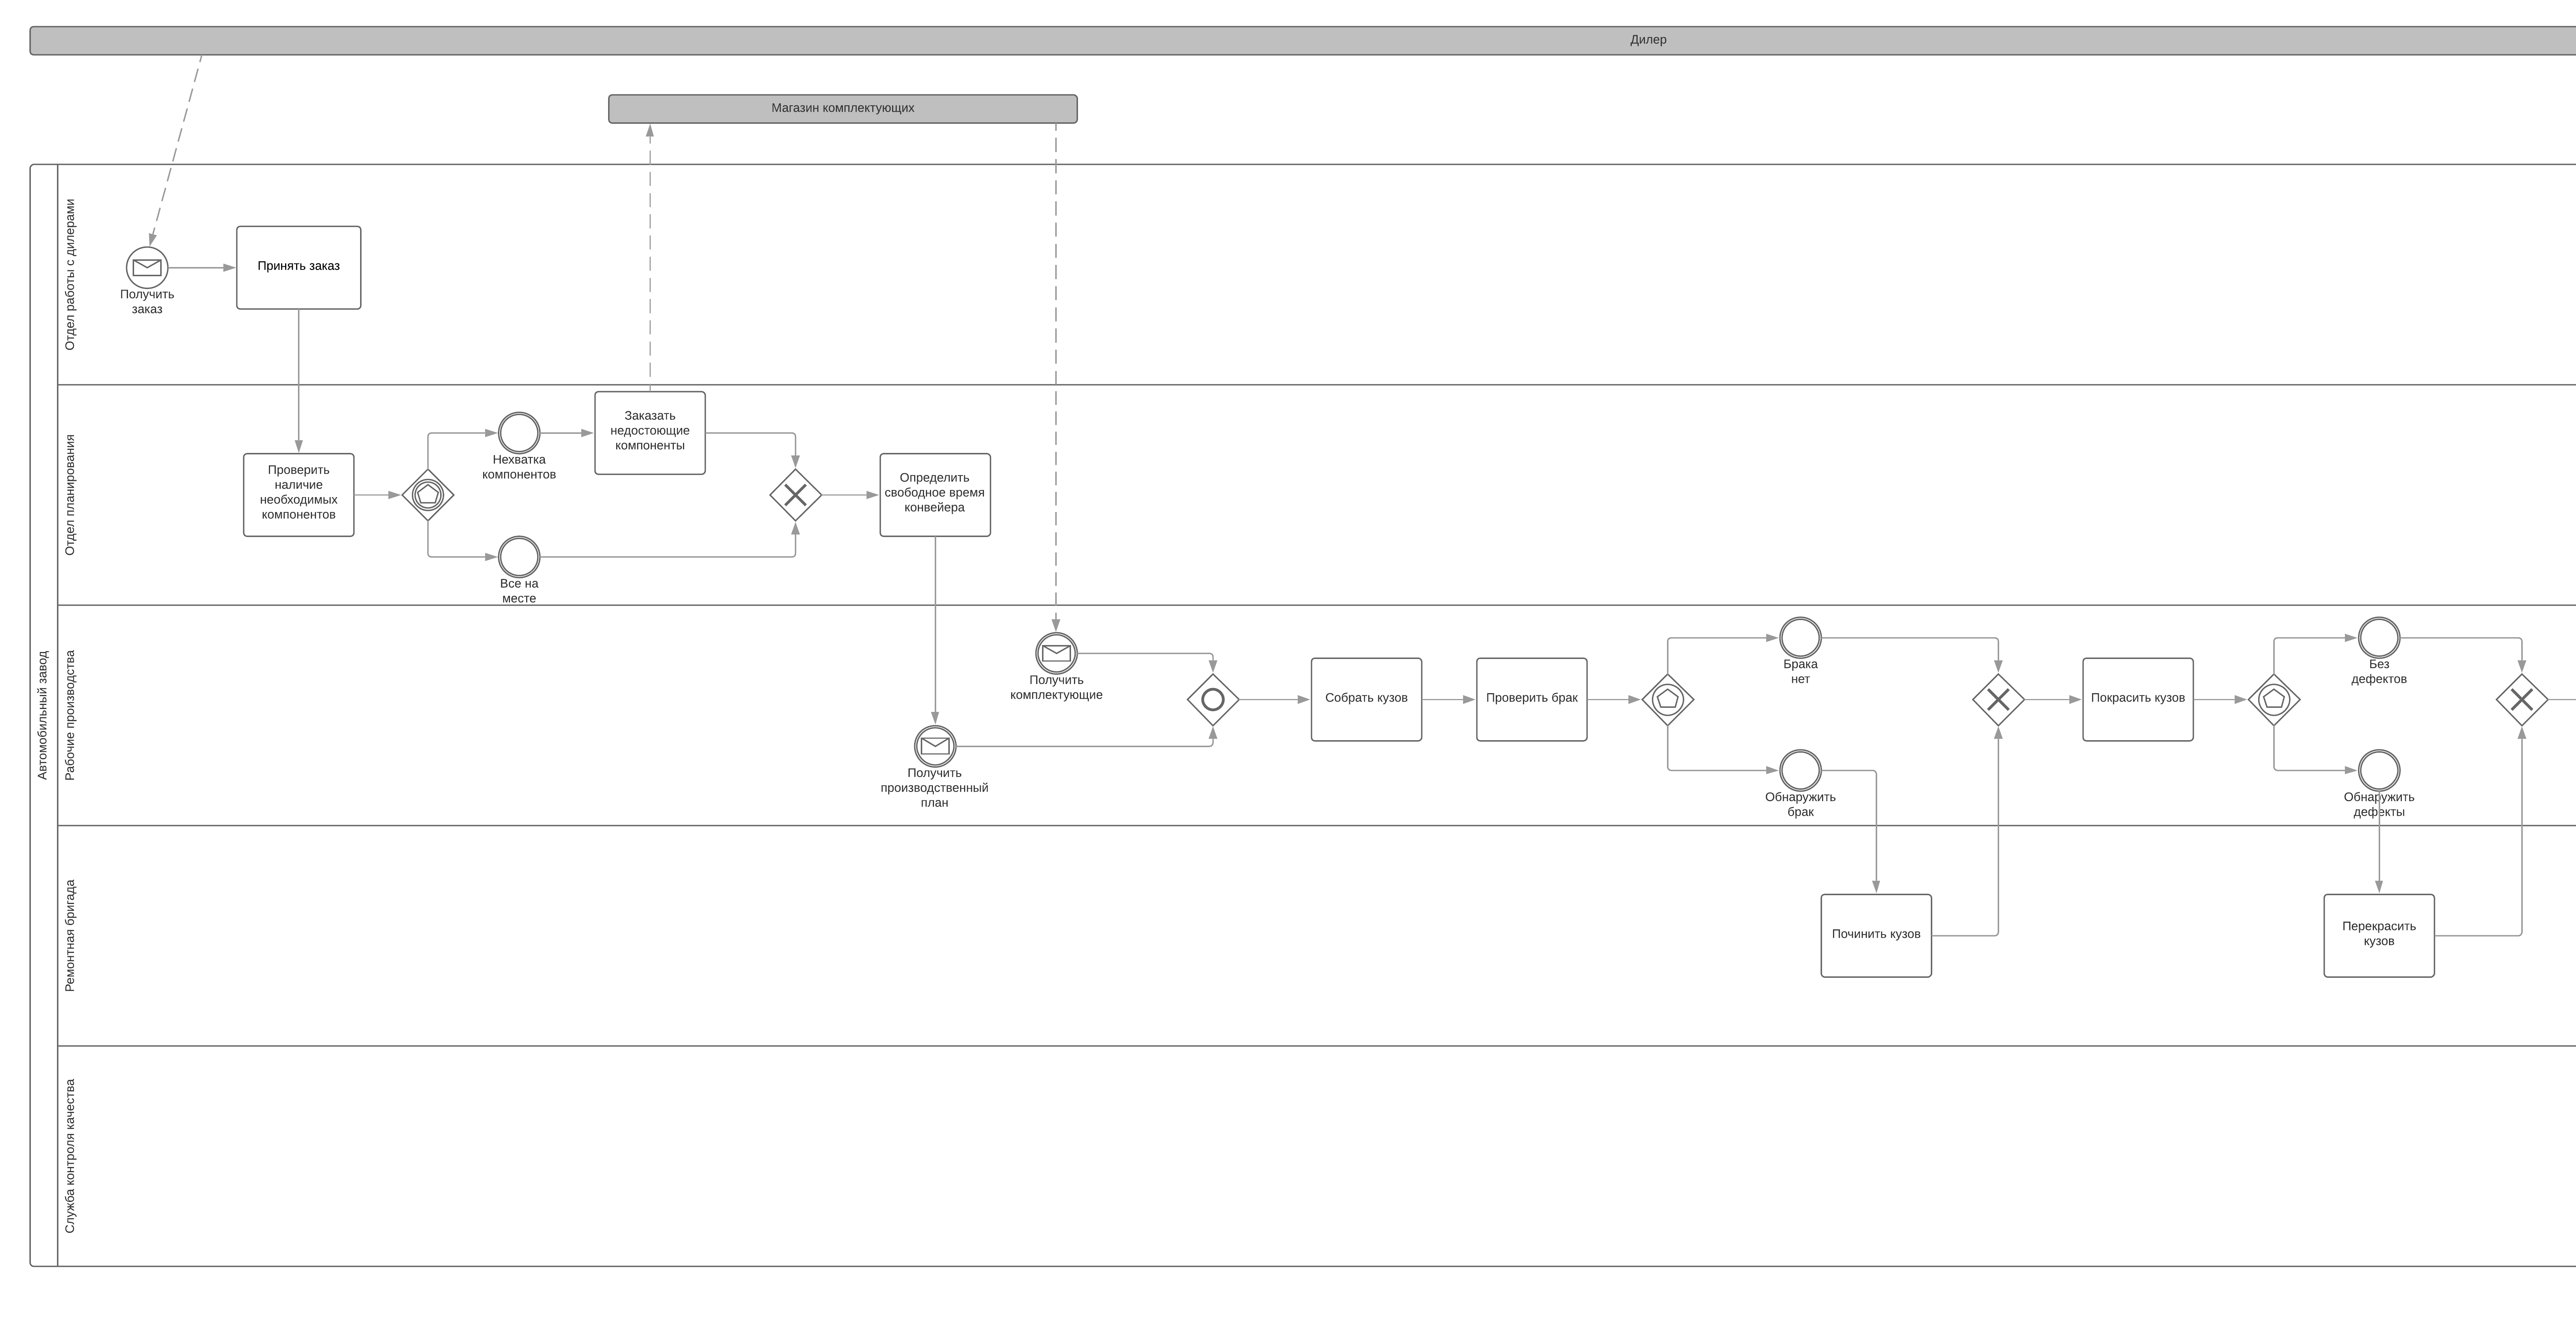 Дилер
Магазин комплектующих
Автомобильный завод
Отдел работы с дилерами
Получить
заказ
Принять заказ
Отдел планирования
Проверить
наличие
необходимых
компонентов
Нехватка
компонентов
Все на
месте
Заказать
недостоющие
компоненты
Определить
свободное время
конвейера
Рабочие производства
Получить
производственный
план
Получить
комплектующие
Собрать кузов
Проверить брак
Брака
нет
Обнаружить
брак
Покрасить кузов
Без
дефектов
Обнаружить
дефекты
Ремонтная бригада
Починить кузов
Перекрасить
кузов
Служба контроля качества